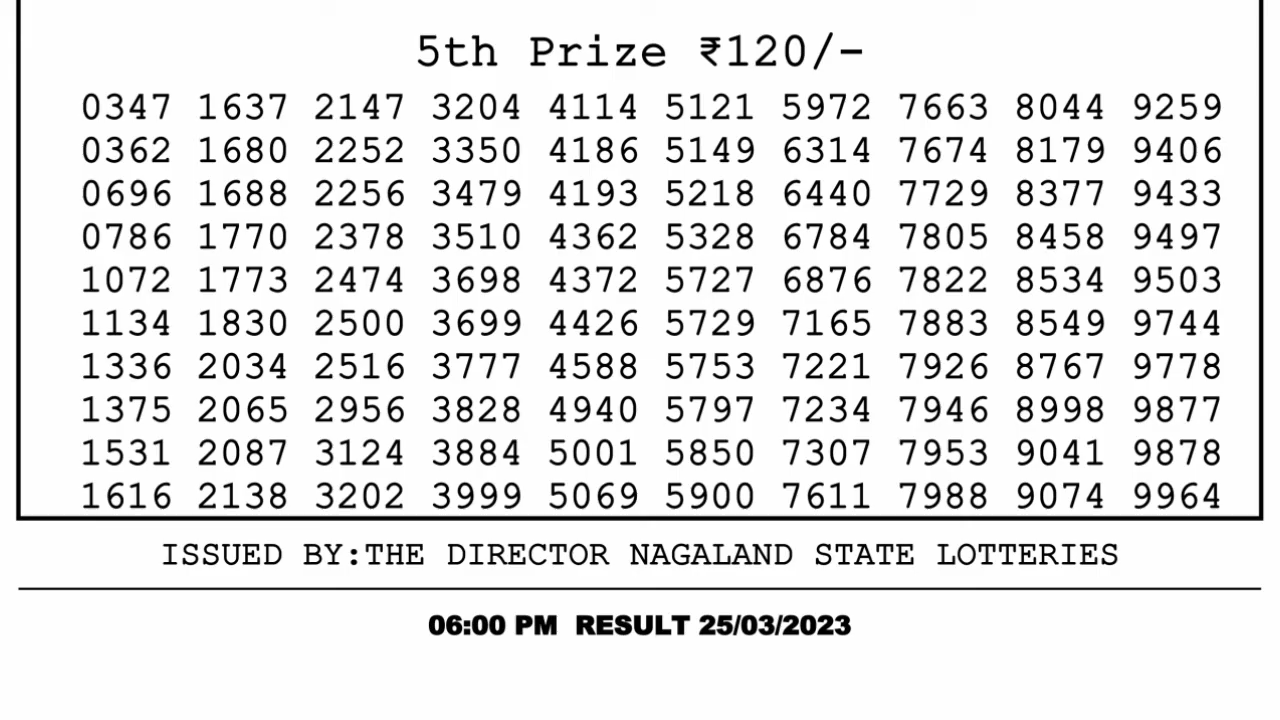 5th Prize ₹120/-
0347 1637 2147 3204 4114 5121 5972 7663 8044 9259
0362 1680 2252 3350 4186 5149 6314 7674 8179 9406
0696 1688 2256 3479 4193 5218 6440 7729 8377 9433
0786 1770 2378 3510 4362 5328 6784 7805 8458 9497
1072 1773 2474 3698 4372 5727 6876 7822 8534 9503
1134 1830 2500 3699 4426 5729 7165 7883 8549 9744
1336 2034 2516 3777 4588 5753 7221 7926 8767 9778
1375 2065 2956 3828 4940 5797 7234 7946 8998 9877
1531 2087 3124 3884 5001 5850 7307 7953 9041 9878
1616 2138 3202 3999 5069 5900 7611 7988 9074 9964
ISSUED BY:THE DIRECTOR NAGALAND STATE LOTTERIES
06:00 PM RESULT 25/03/2023